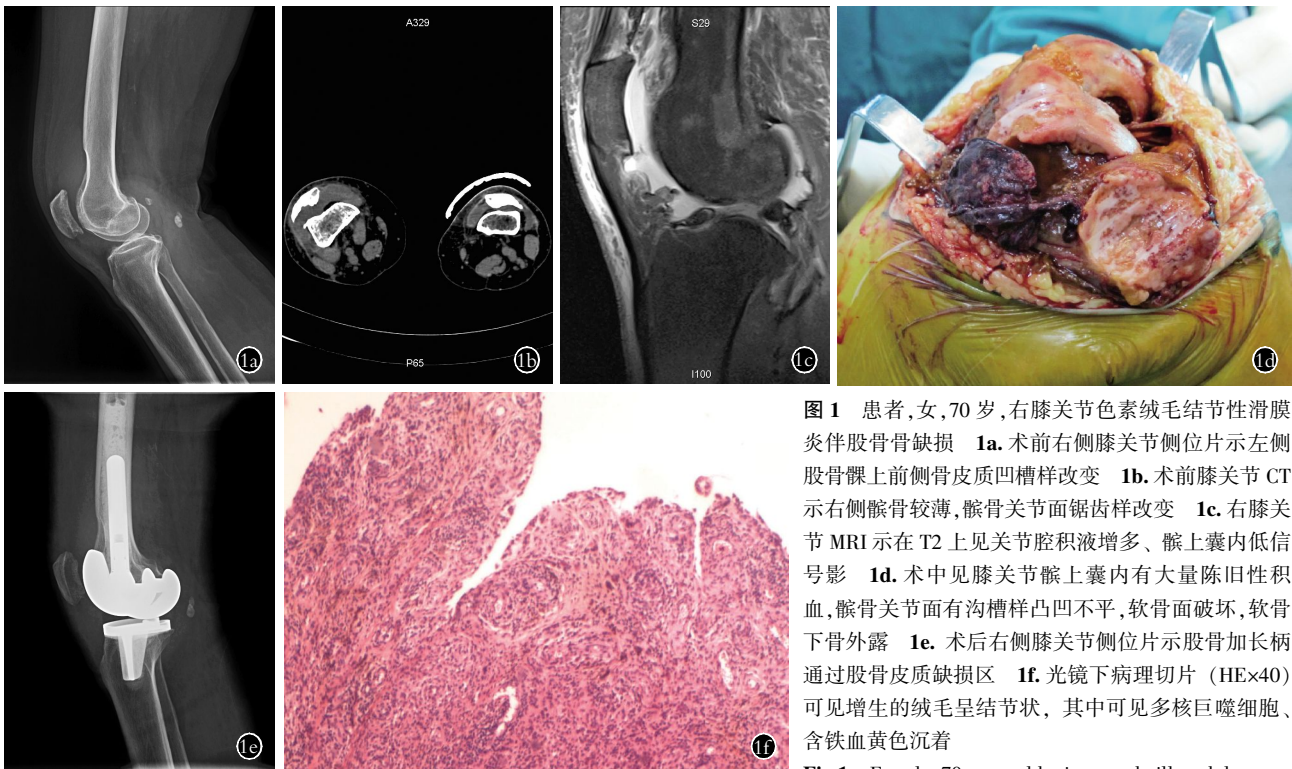 A329
S29
1a
P65
1b
I100
1c
1d
1e
1f
图 1 患者,女,70 岁,右膝关节色素绒毛结节性滑膜
炎伴股骨骨缺损 1a. 术前右侧膝关节侧位片示左侧
股骨髁上前侧骨皮质凹槽样改变 1b. 术前膝关节 CT
示右侧髌骨较薄,髌骨关节面锯齿样改变 1c. 右膝关
节 MRI 示在 T2 上见关节腔积液增多、髌上囊内低信
号影 1d. 术中见膝关节髌上囊内有大量陈旧性积
血,髌骨关节面有沟槽样凸凹不平,软骨面破坏,软骨
下骨外露 1e. 术后右侧膝关节侧位片示股骨加长柄
通过股骨皮质缺损区 1f. 光镜下病理切片 (HE×40)
可见增生的绒毛呈结节状, 其中可见多核巨噬细胞、
含铁血黄色沉着